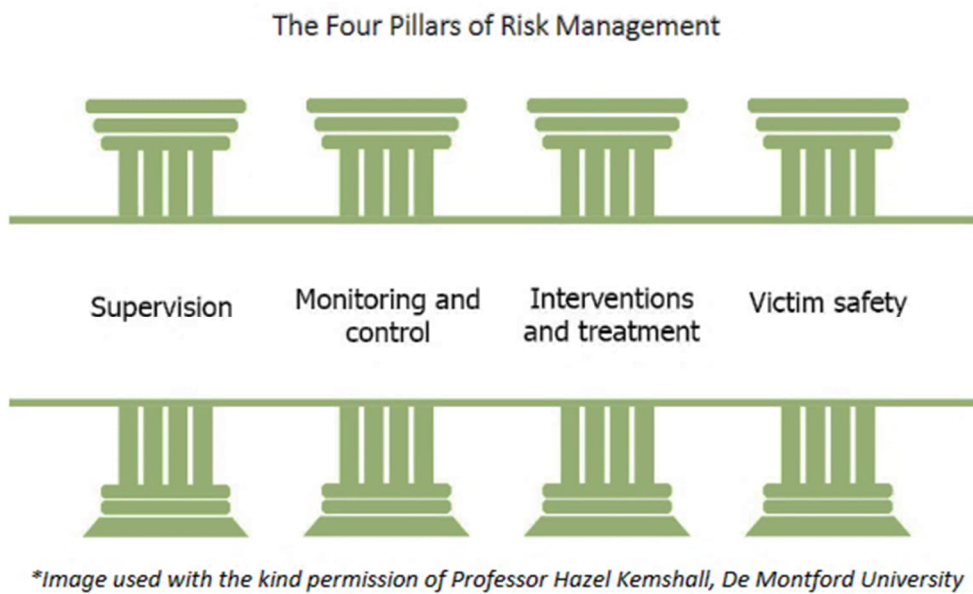 The Four Pillars of Risk Management
Supervision
Monitoring and
control
Interventions
and treatment
Victim safety
*Image used with the kind permission of Professor Hazel Kemshall, De Montford University